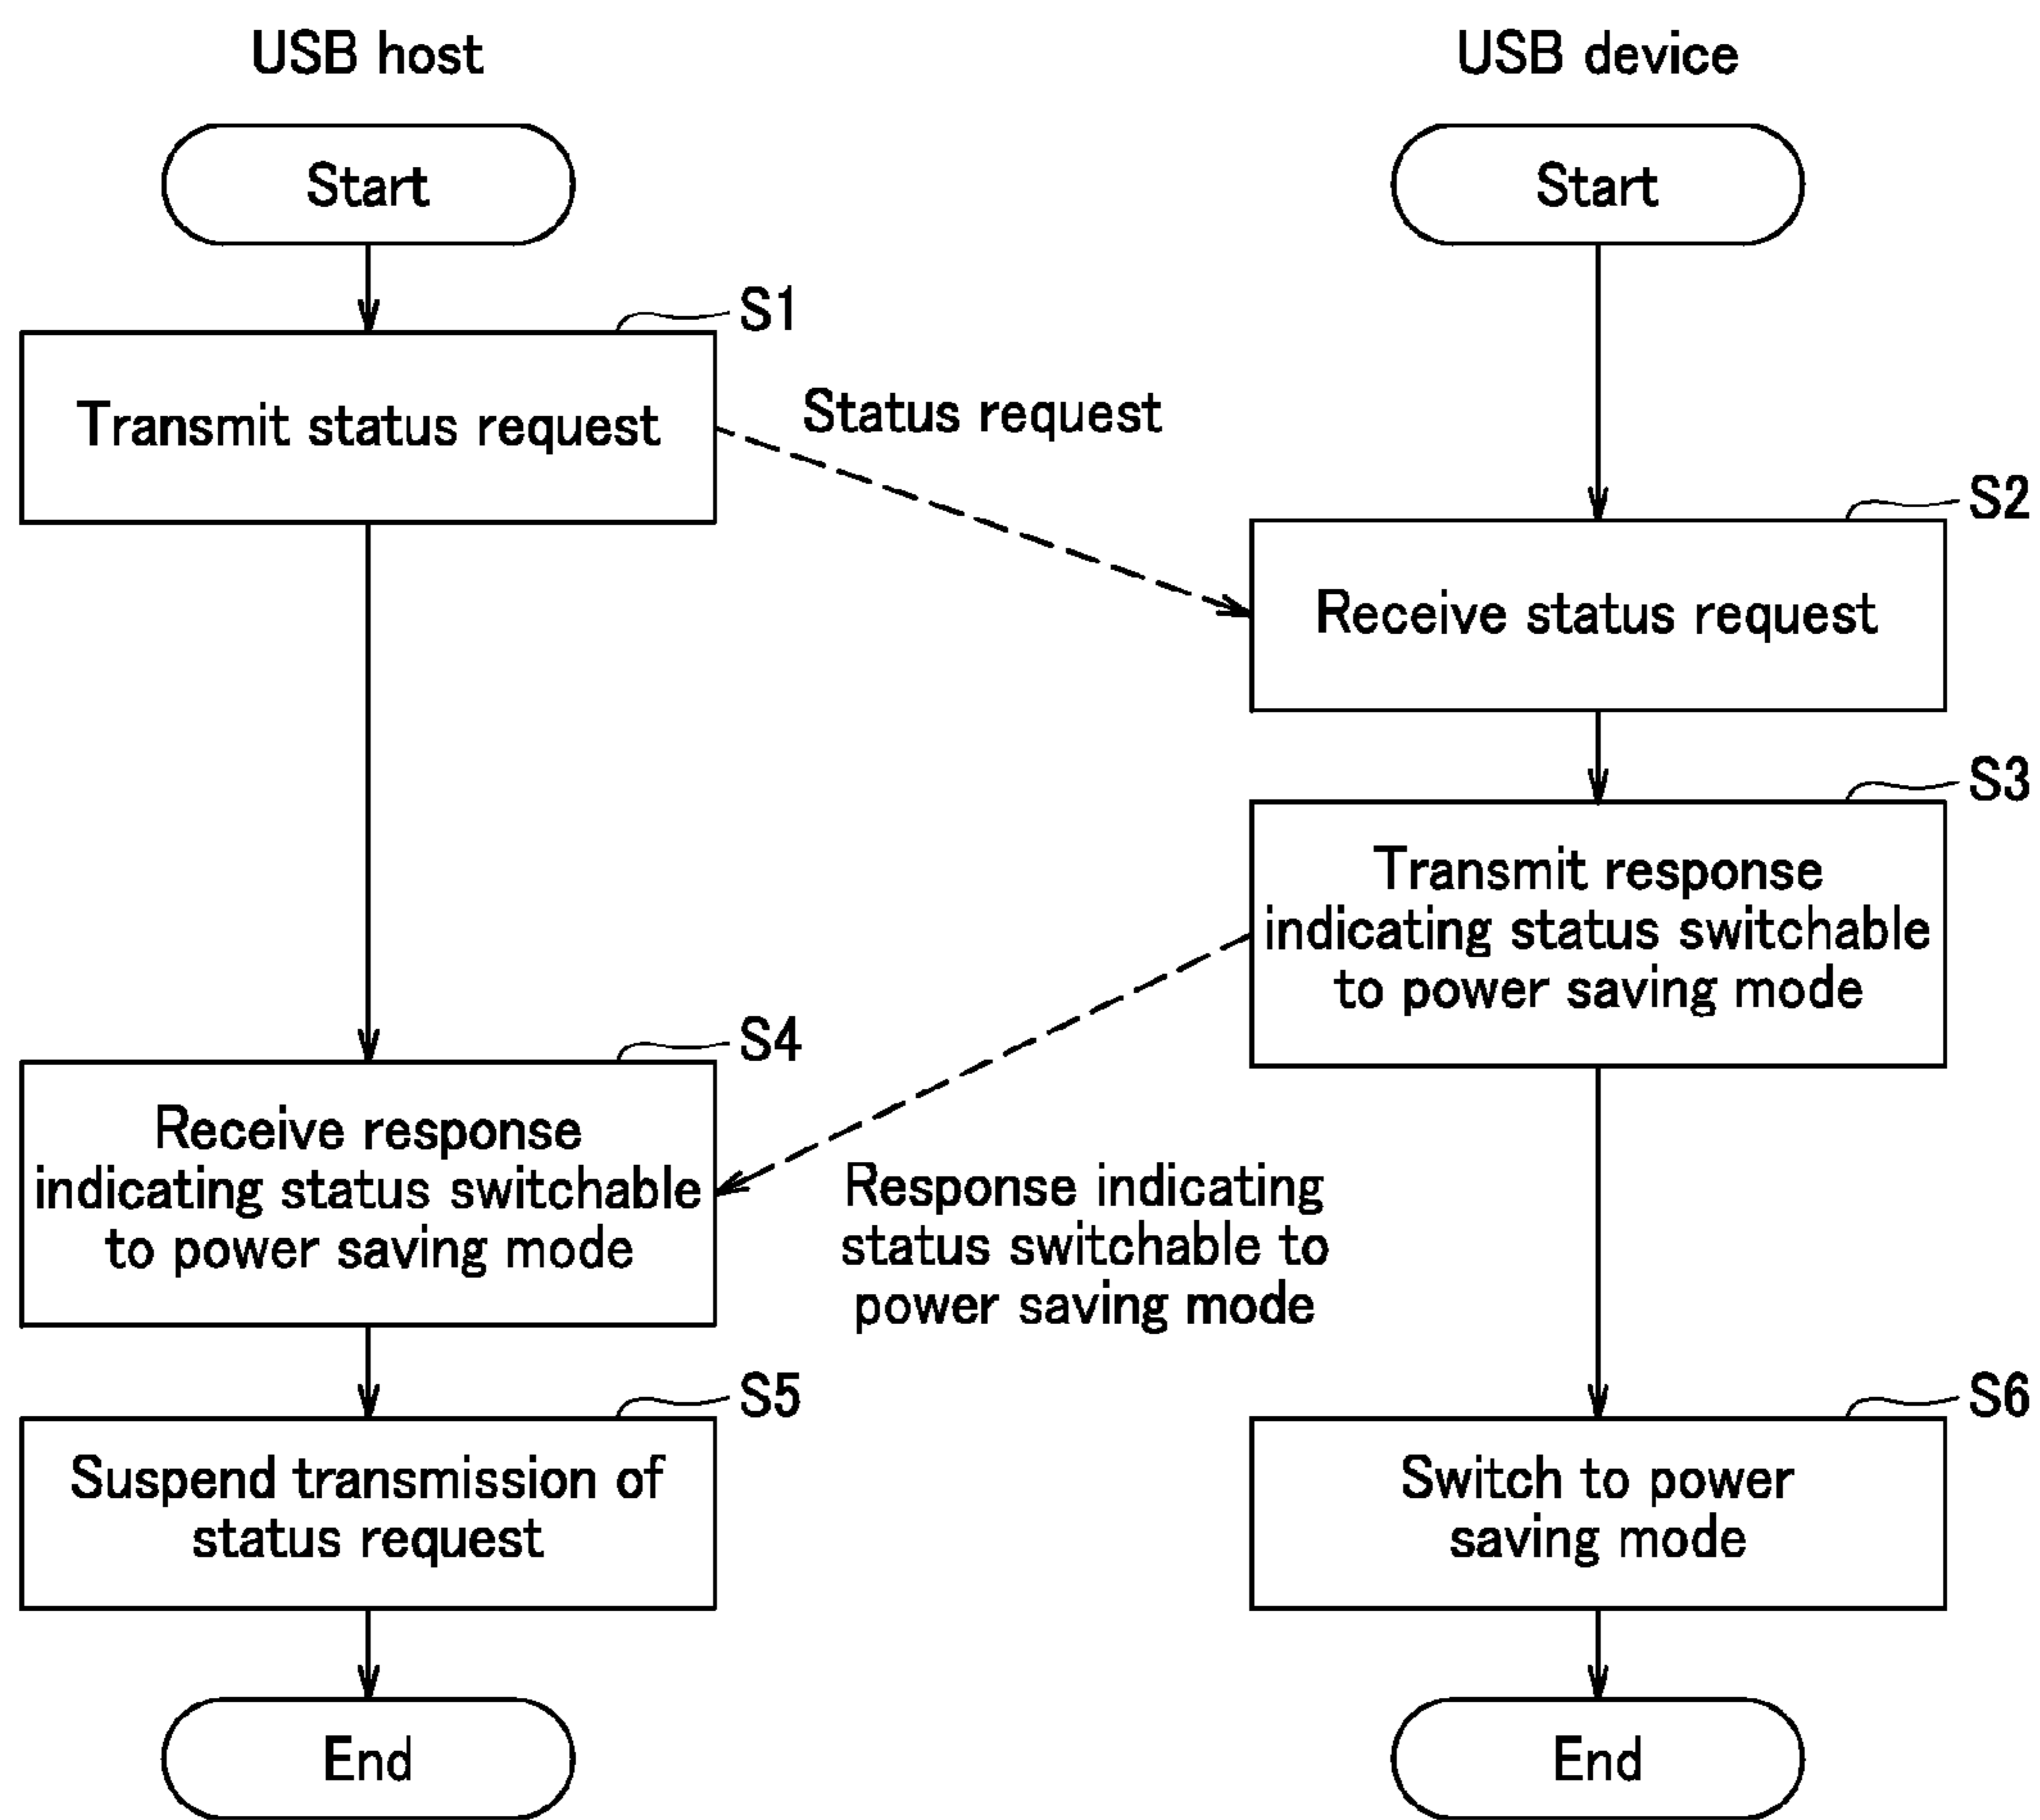 USB host
USB device
Start
Start
S1
Transmit status request
Status request
S2
Receive status request
S3
Transmit response
indicating status switchable
to power saving mode
S4
Receive response
indicating status switchable
to power saving mode
Response indicating
status switchable to
power saving mode
S5
Suspend transmission of
status request
S6
Switch to power
saving mode
End
End